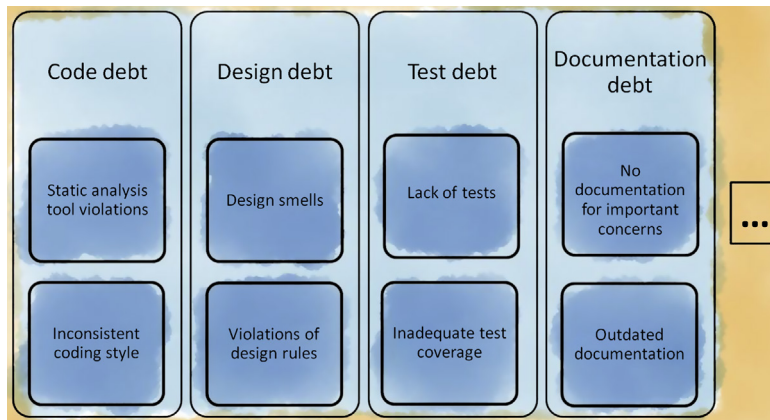 Code debt
Static analysis
tool violations
Inconsistent
coding style
Design debt
Design smells
Violations of
design rules
Test debt
Lack of tests
Inadequate test
coverage
Documentation
debt
No
documentation
for important
concerns
Outdated
documentation
...